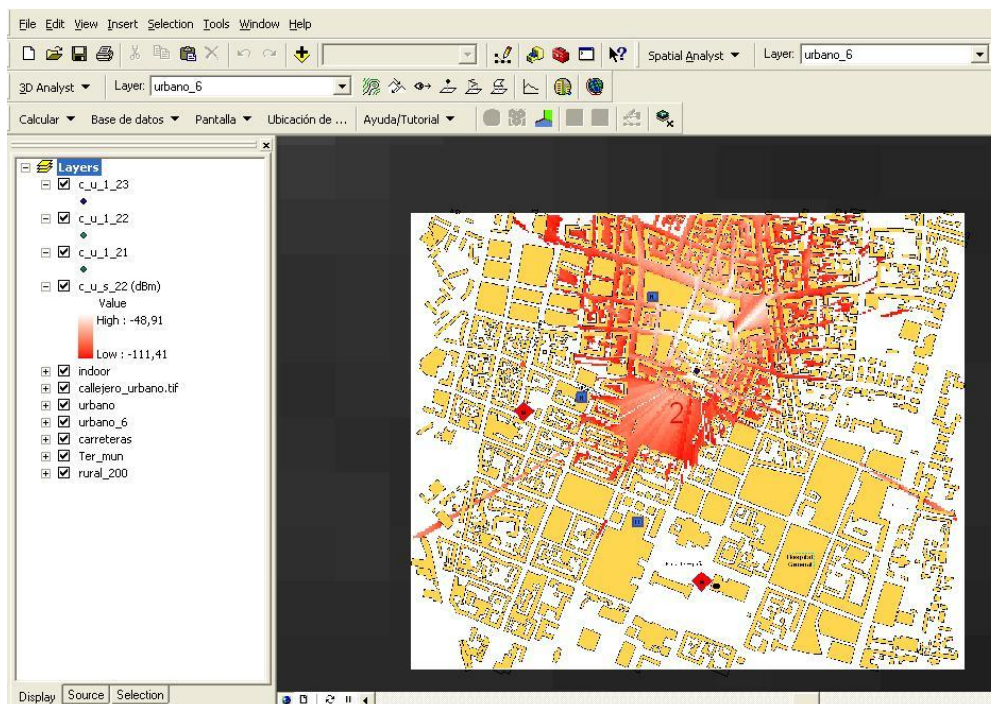 File Edit View Insert Selection Tools Window Help
Spatial Analyst Layer: urbano_6
3D Analyst Layer: urbano_6
Calcular Base de datos Pantalla Ubicación de ... Ayuda/Tutorial
Layers
c_u_1_23
c_u_1_22
c_u_1_21
c_u_s_22 (dBm)
Value
High : -48,91
Low : -111,41
indoor
callejero_urbano.tif
urbano
urbano_6
carreteras
Ter_mun
rural_200
2
Hospital
General
Display Source Selection